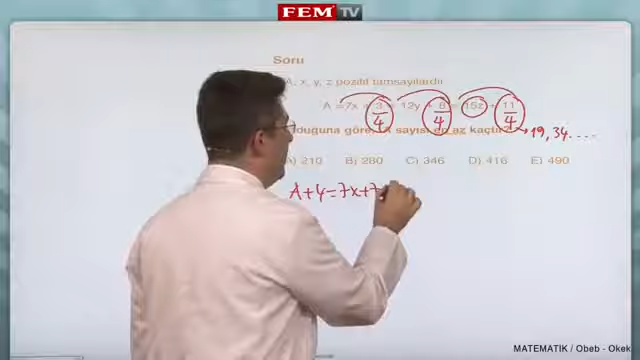 FEM TV
Soru
A, x, y, z pozitif tamsayılardır
A = 7x + 3 = 12y + 8 = 15z + 11
4 4 4 19, 34 ....
olduğuna göre, A sayısı en az kaçtır?
A) 210 B) 280 C) 346 D) 416 E) 490
A+4=7x+7
MATEMATIK / Obeb - Okek